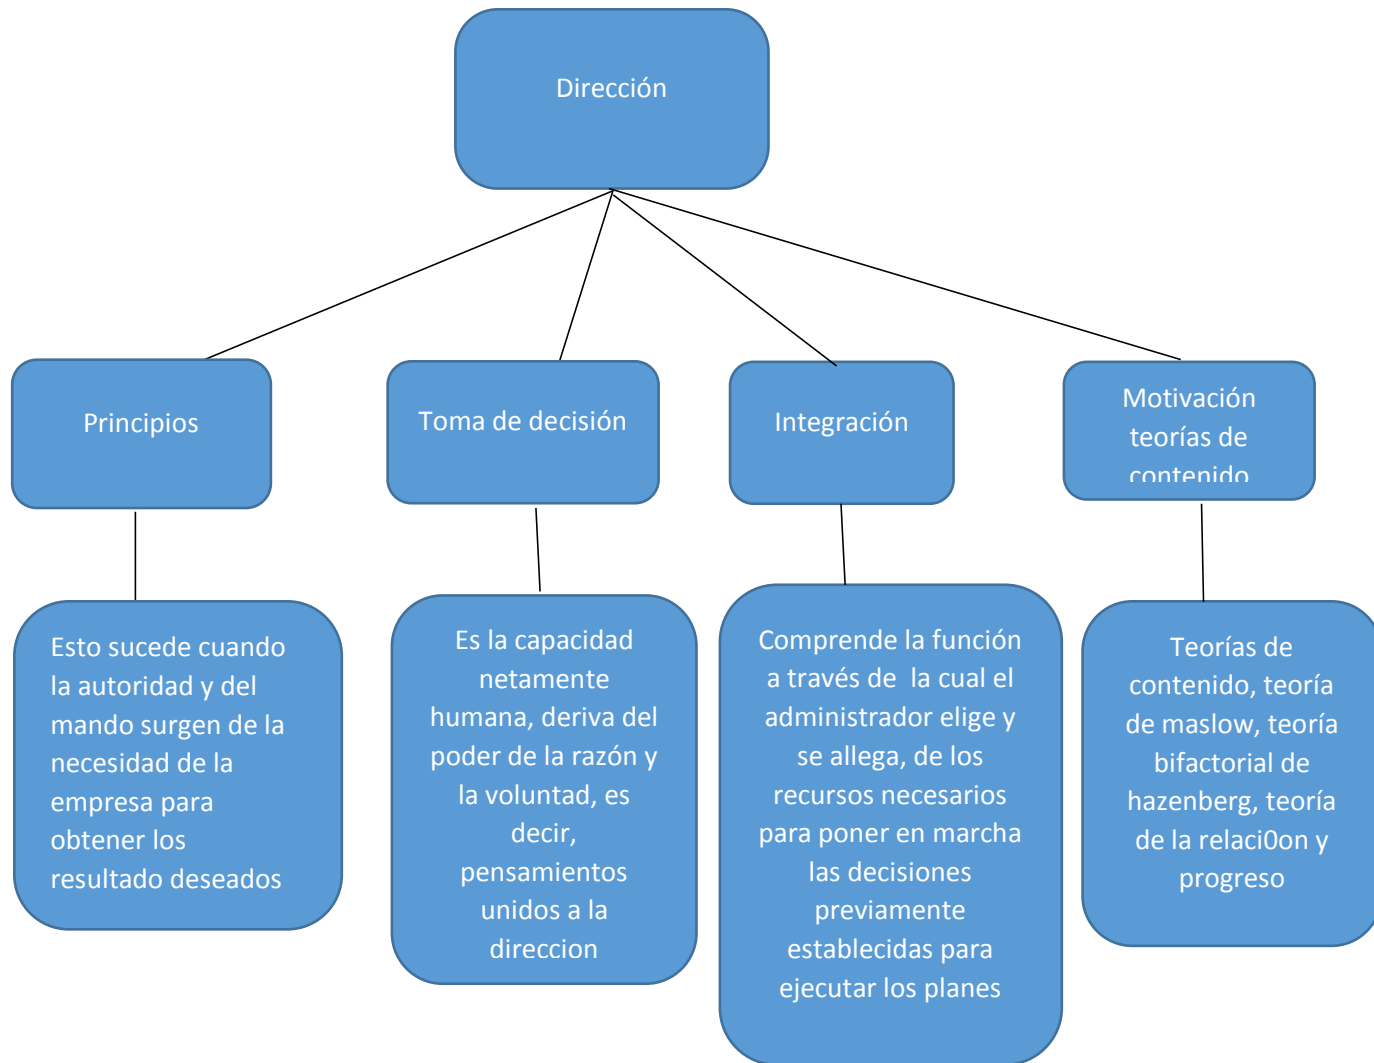 Dirección
Principios
Toma de decisión
Integración
Motivación
teorías de
contenido
Esto sucede cuando
la autoridad y del
mando surgen de la
necesidad de la
empresa para
obtener los
resultado deseados
Es la capacidad
netamente
humana, deriva del
poder de la razón y
la voluntad, es
decir,
pensamientos
unidos a la
direccion
Comprende la función
a través de  la cual el
administrador elige y
se allega, de los
recursos necesarios
para poner en marcha
las decisiones
previamente
establecidas para
ejecutar los planes
Teorías de
contenido, teoría
de maslow, teoría
bifactorial de
hazenberg, teoría
de la relaci0on y
progreso